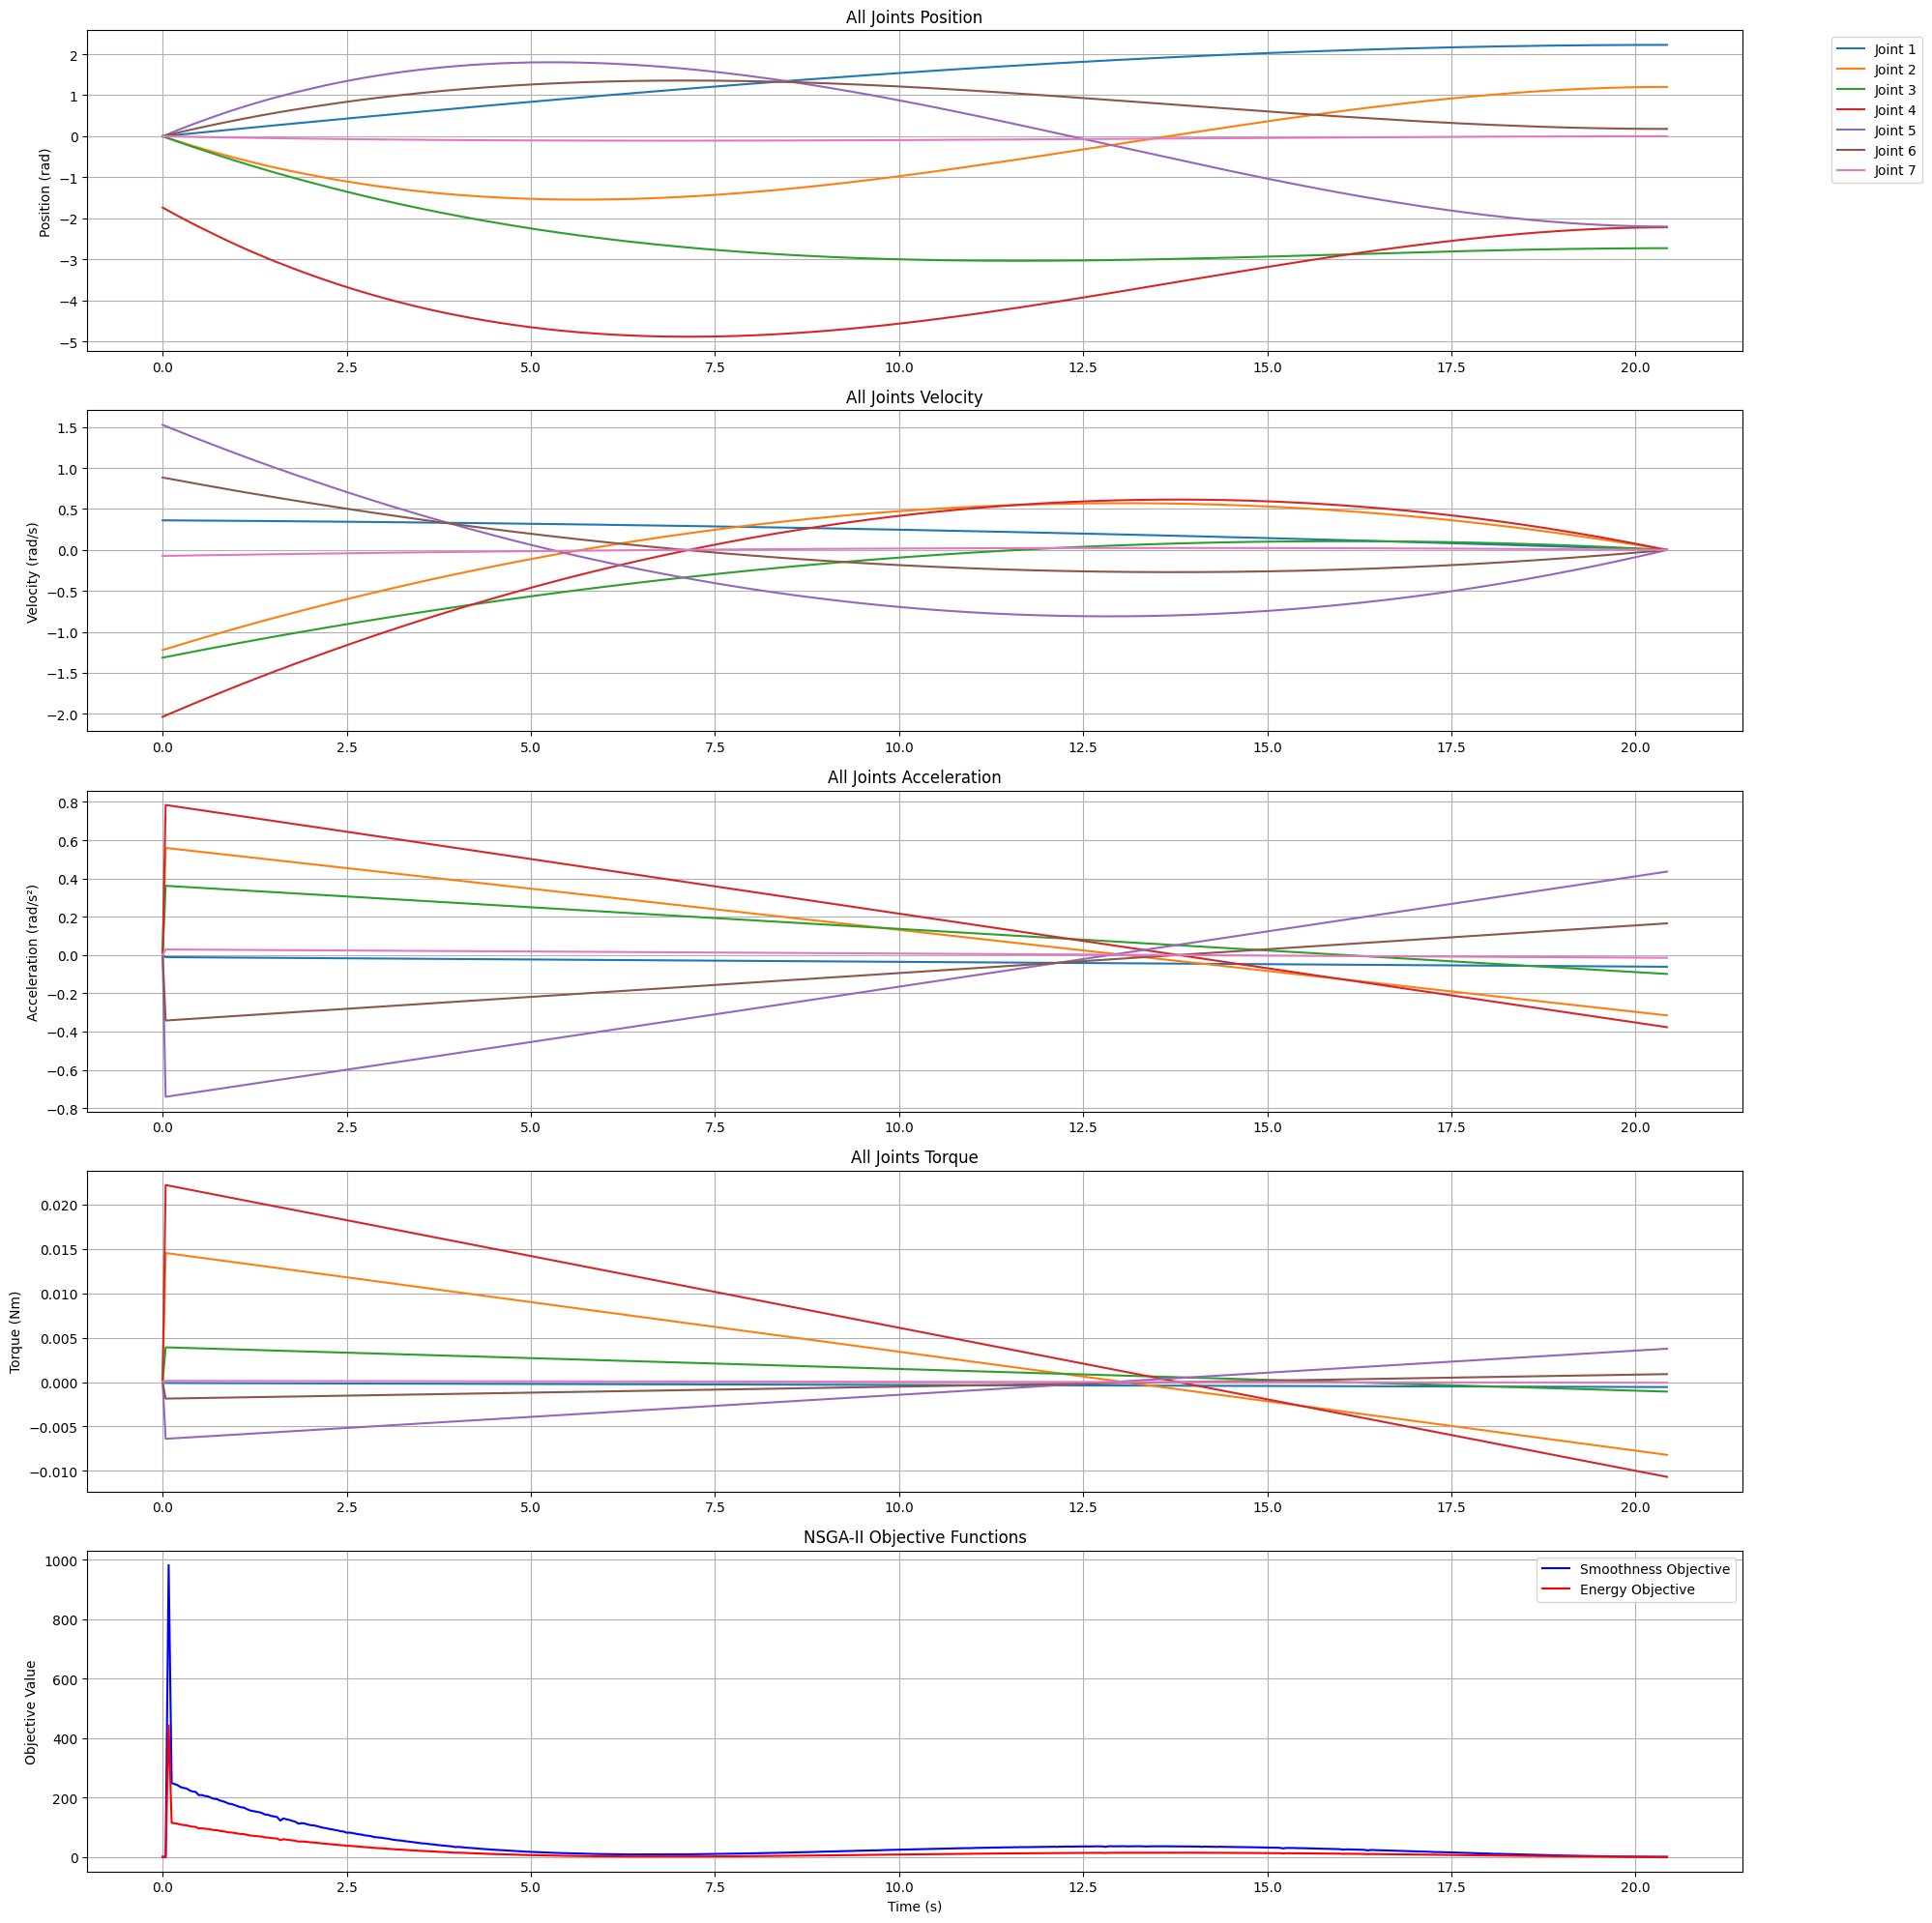 All Joints Position
Position (rad)
2
1
0
−1
−2
−3
−4
−5
0.0 2.5 5.0 7.5 10.0 12.5 15.0 17.5 20.0
Joint 1
Joint 2
Joint 3
Joint 4
Joint 5
Joint 6
Joint 7
All Joints Velocity
Velocity (rad/s)
1.5
1.0
0.5
0.0
−0.5
−1.0
−1.5
−2.0
0.0 2.5 5.0 7.5 10.0 12.5 15.0 17.5 20.0
All Joints Acceleration
Acceleration (rad/s²)
0.8
0.6
0.4
0.2
0.0
−0.2
−0.4
−0.6
−0.8
0.0 2.5 5.0 7.5 10.0 12.5 15.0 17.5 20.0
All Joints Torque
Torque (Nm)
0.020
0.015
0.010
0.005
0.000
−0.005
−0.010
0.0 2.5 5.0 7.5 10.0 12.5 15.0 17.5 20.0
NSGA-II Objective Functions
Objective Value
1000
800
600
400
200
0
Smoothness Objective
Energy Objective
0.0 2.5 5.0 7.5 10.0 12.5 15.0 17.5 20.0
Time (s)